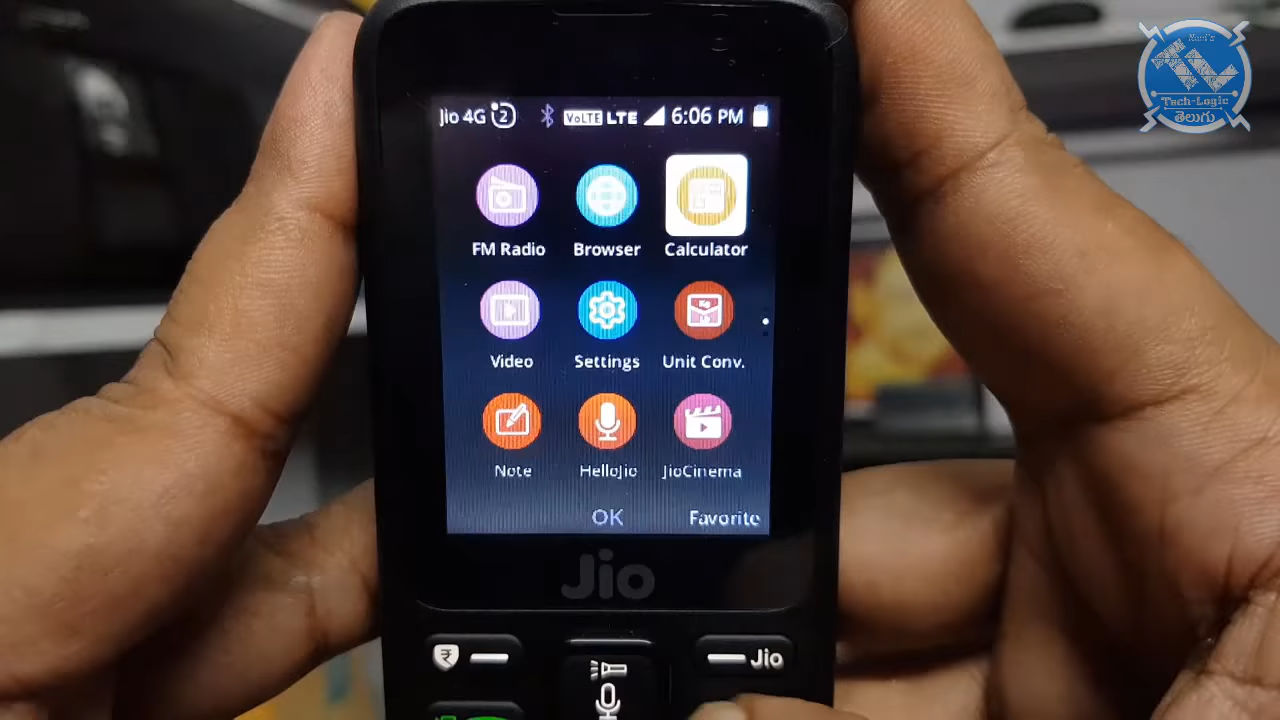 Jio 4G 2 VoLTE LTE 6:06 PM
FM Radio Browser Calculator
Video Settings Unit Conv.
Note HelloJio JioCinema
OK Favorite
Jio
₹ Jio
Tech-Logic
తెలుగు